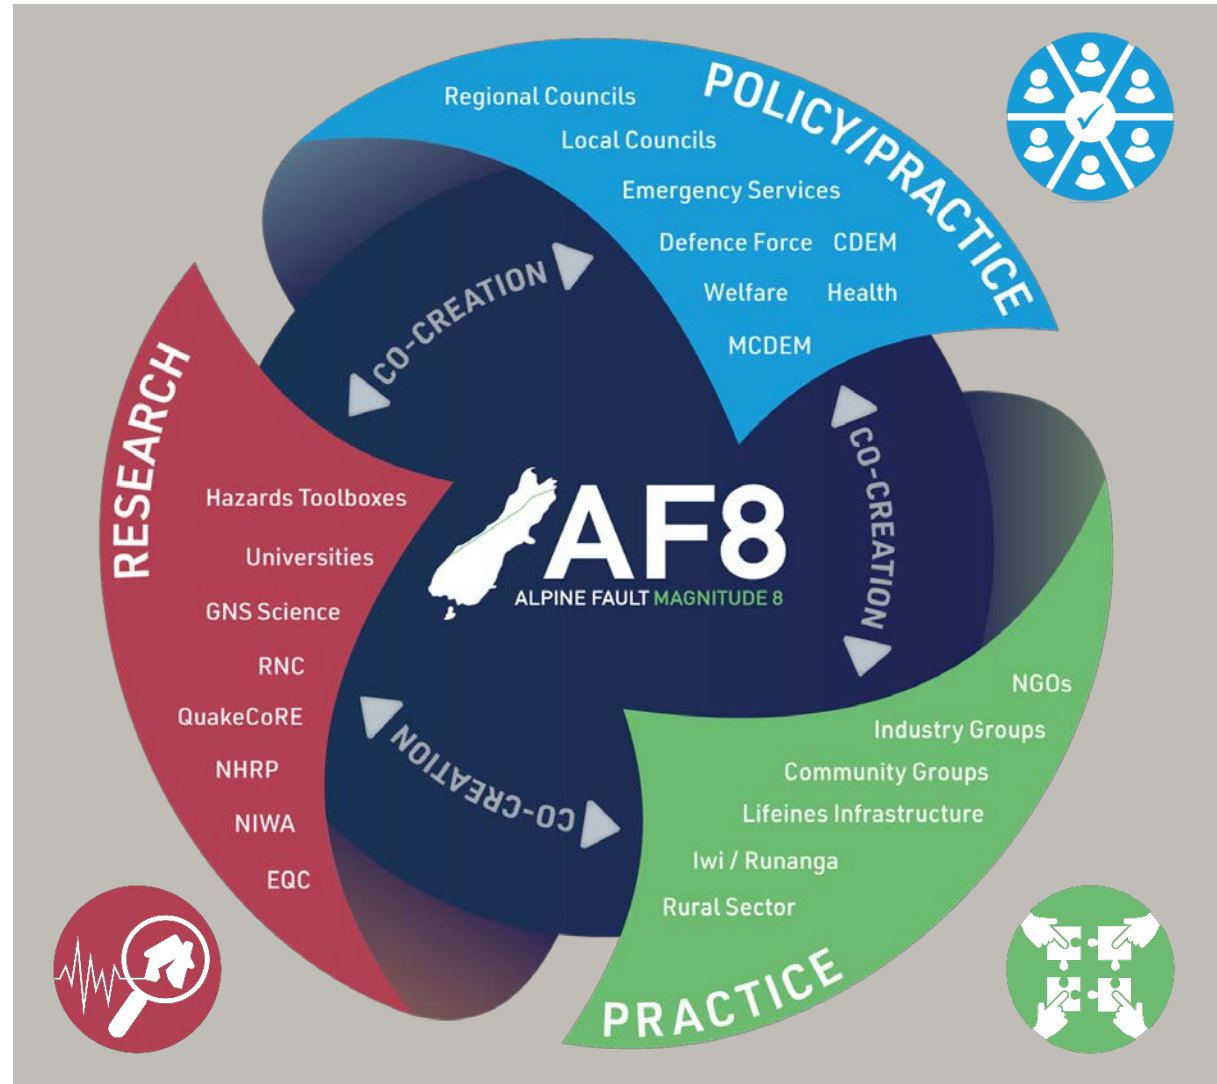 POLICY/PRACTICE
Regional Councils
Local Councils
Emergency Services
Defence Force CDEM
Welfare Health
MCDEM
CO-CREATION
CO-CREATION
CO-CREATION
RESEARCH
Hazards Toolboxes
Universities
GNS Science
RNC
QuakeCoRE
NHRP
NIWA
EQC
AF8
ALPINE FAULT MAGNITUDE 8
NGOs
Industry Groups
Community Groups
Lifeines Infrastructure
Iwi / Runanga
Rural Sector
PRACTICE